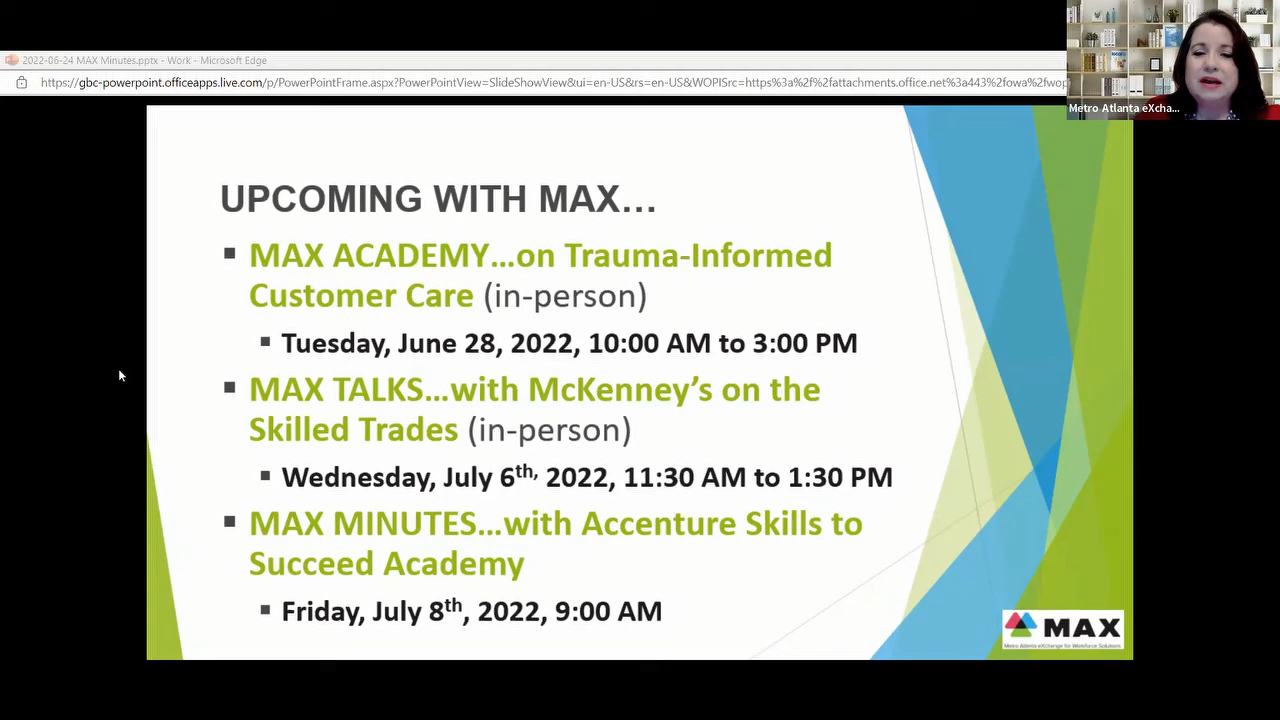 2022-06-24 MAX Minutes.pptx - Work - Microsoft Edge
https://gbc-powerpoint.officeapps.live.com/p/PowerPointFrame.aspx?PowerPointView=SlideShowView&ui=en-US&rs=en-US&WOPISrc=https%3a%2f%2fattachments.office.net%3a443%2fowa%2fwop
Metro Atlanta eXcha...
UPCOMING WITH MAX...
▪ MAX ACADEMY...on Trauma-Informed
Customer Care (in-person)
▪ Tuesday, June 28, 2022, 10:00 AM to 3:00 PM
▪ MAX TALKS...with McKenney’s on the
Skilled Trades (in-person)
▪ Wednesday, July 6th, 2022, 11:30 AM to 1:30 PM
▪ MAX MINUTES...with Accenture Skills to
Succeed Academy
▪ Friday, July 8th, 2022, 9:00 AM
MAX
Metro Atlanta eXchange for Workforce Solutions